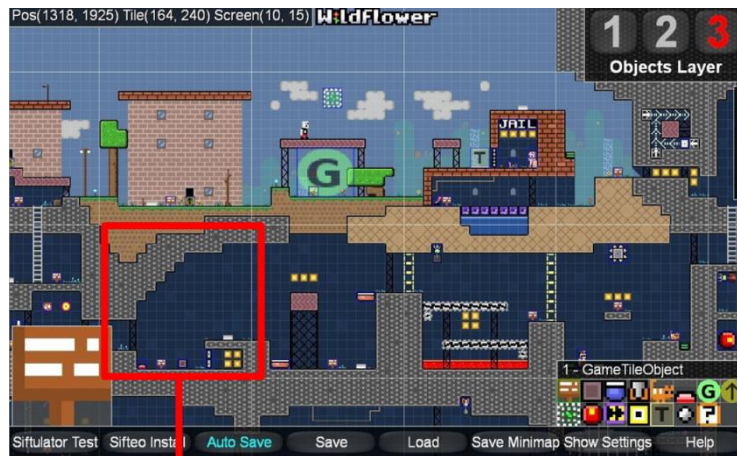 Pos(1318, 1925) Tile(164, 240) Screen(10, 15)
WildFlower
1 2 3
Objects Layer
JAIL
T
G
1 - GameTileObject
G
T
?
Siftulator Test
Sifteo Install
Auto Save
Save
Load
Save Minimap
Show Settings
Help